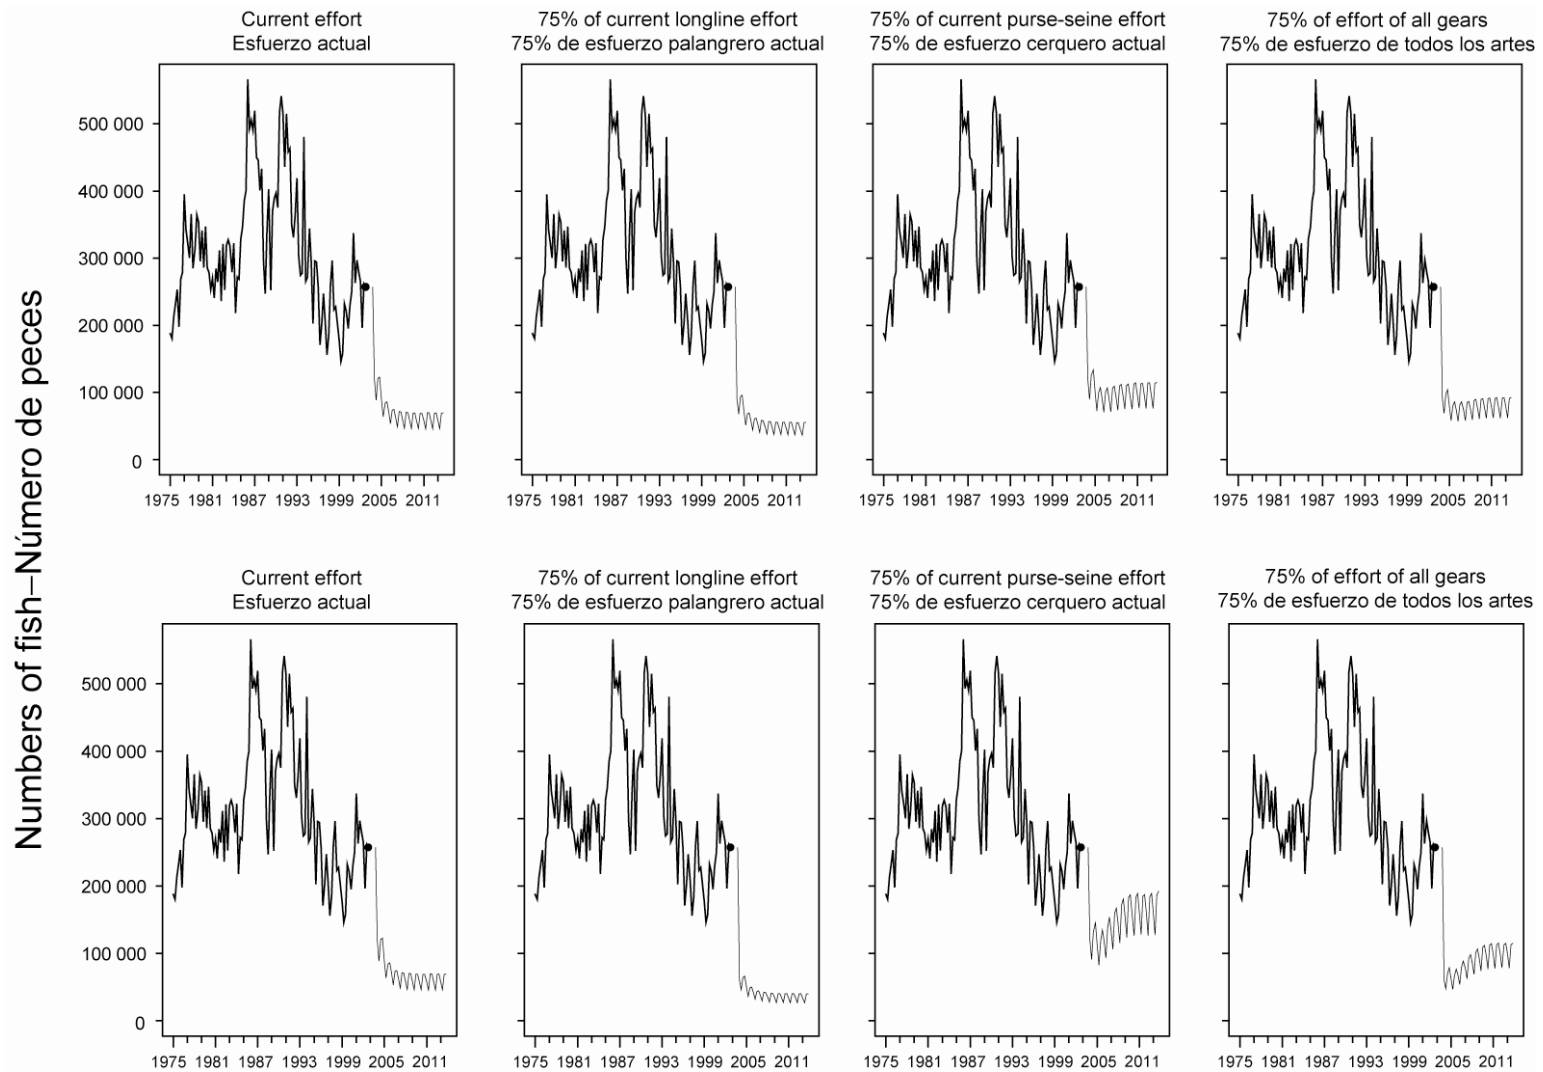 Numbers of fish–Número de peces
Current effort
Esfuerzo actual
75% of current longline effort
75% de esfuerzo palangrero actual
75% of current purse-seine effort
75% de esfuerzo cerquero actual
75% of effort of all gears
75% de esfuerzo de todos los artes
500 000
400 000
300 000
200 000
100 000
0
1975 1981 1987 1993 1999 2005 2011
1975 1981 1987 1993 1999 2005 2011
1975 1981 1987 1993 1999 2005 2011
1975 1981 1987 1993 1999 2005 2011
Current effort
Esfuerzo actual
75% of current longline effort
75% de esfuerzo palangrero actual
75% of current purse-seine effort
75% de esfuerzo cerquero actual
75% of effort of all gears
75% de esfuerzo de todos los artes
500 000
400 000
300 000
200 000
100 000
0
1975 1981 1987 1993 1999 2005 2011
1975 1981 1987 1993 1999 2005 2011
1975 1981 1987 1993 1999 2005 2011
1975 1981 1987 1993 1999 2005 2011